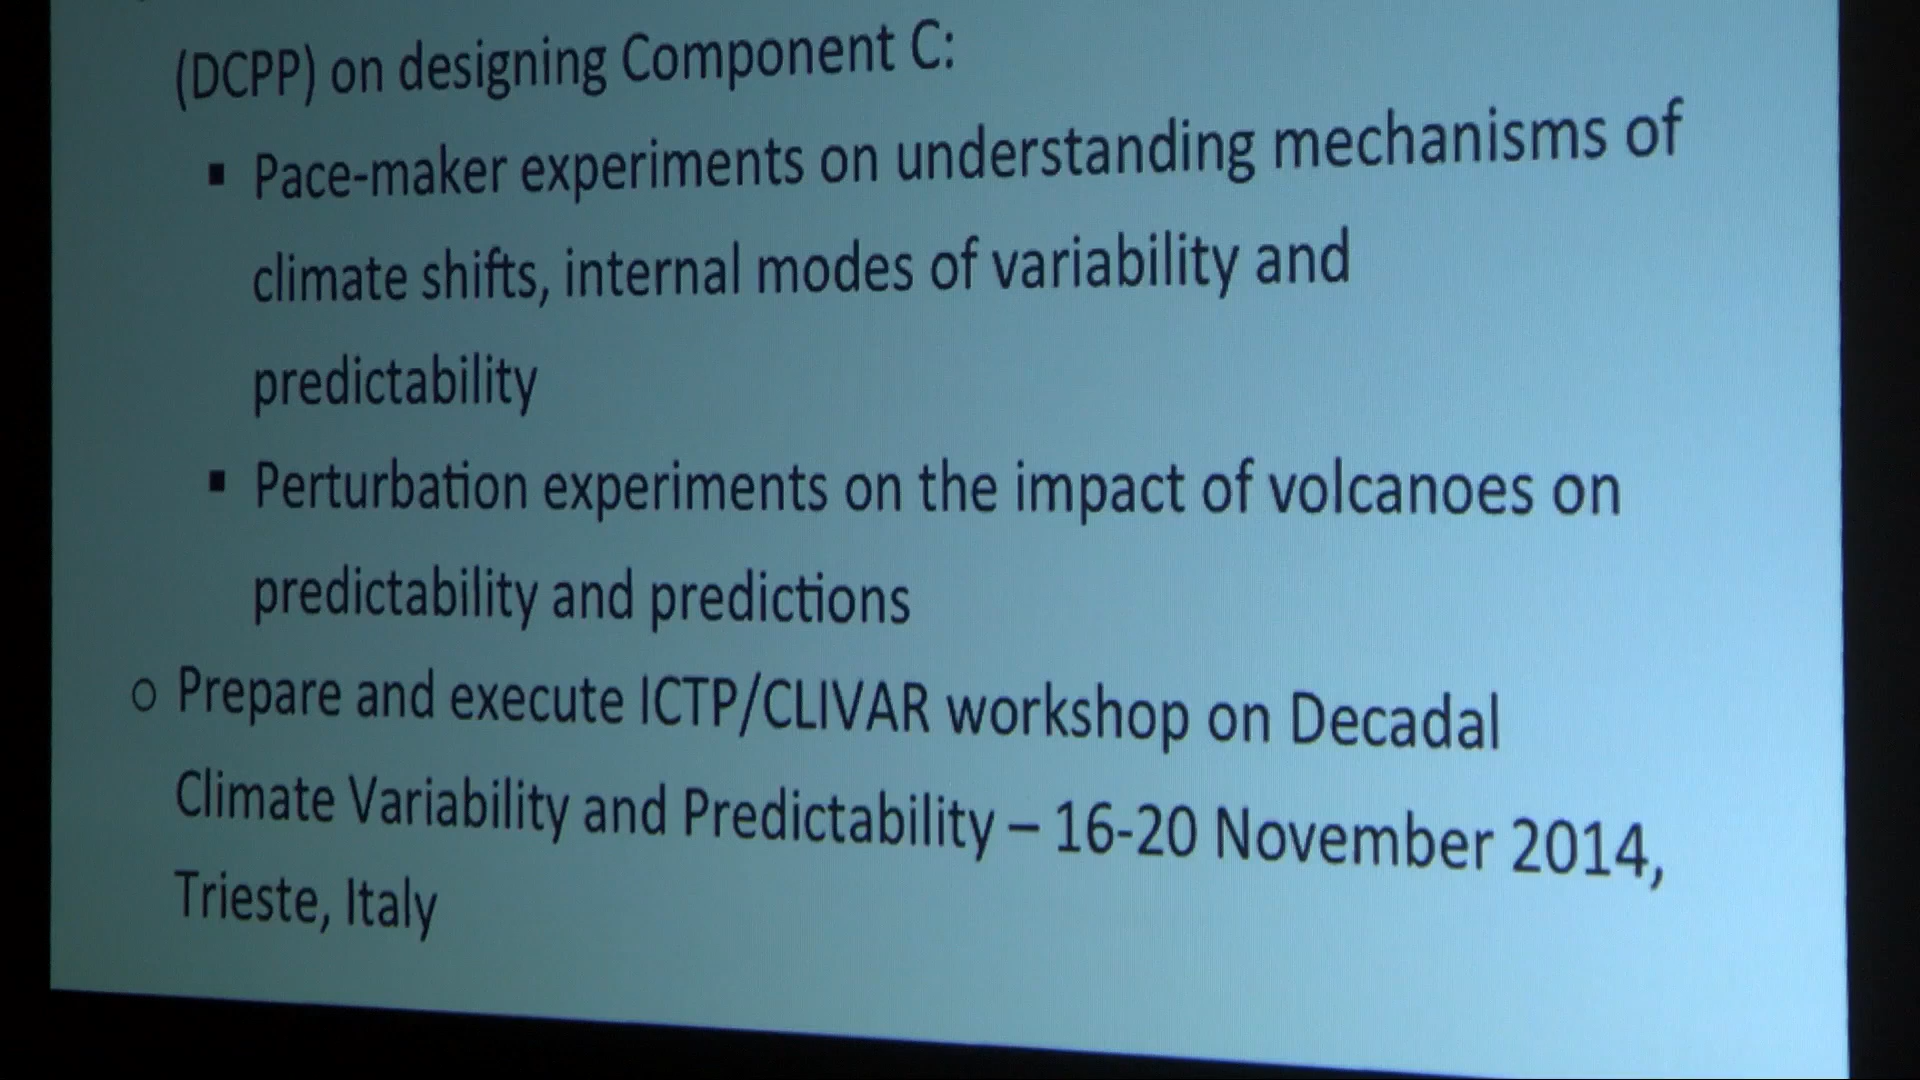 (DCPP) on designing Component C:
▪ Pace-maker experiments on understanding mechanisms of
climate shifts, internal modes of variability and
predictability
▪ Perturbation experiments on the impact of volcanoes on
predictability and predictions
○ Prepare and execute ICTP/CLIVAR workshop on Decadal
Climate Variability and Predictability – 16-20 November 2014,
Trieste, Italy